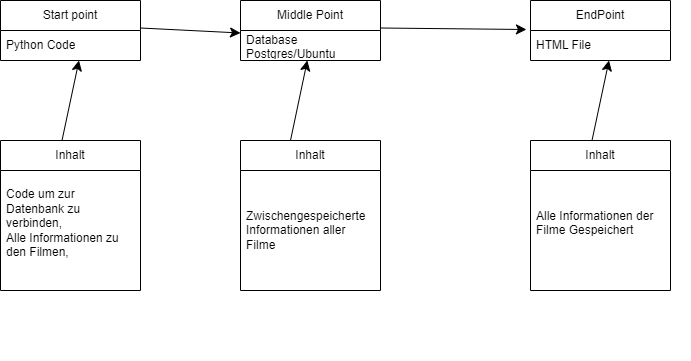 Start point
Python Code
Middle Point
Database
Postgres/Ubuntu
EndPoint
HTML File
Inhalt
Code um zur
Datenbank zu
verbinden,
Alle Informationen zu
den Filmen,
Inhalt
Zwischengespeicherte
Informationen aller
Filme
Inhalt
Alle Informationen der
Filme Gespeichert